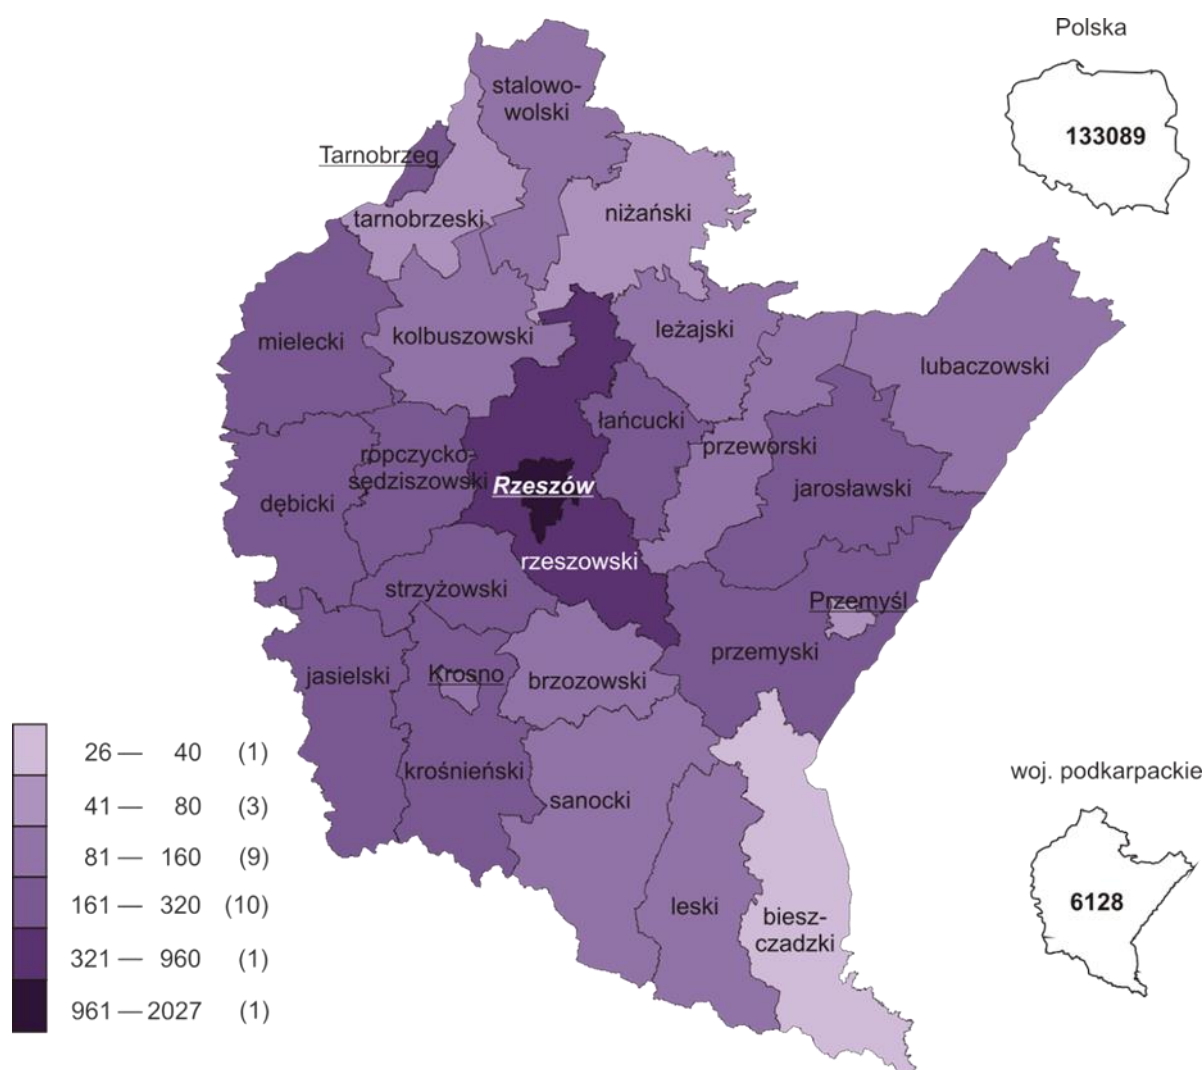 Polska
133089
stalowo-
wolski
Tarnobrzeg
tarnobrzeski
niżański
mielecki
kolbuszowski
leżajski
lubaczowski
łańcucki
ropczycko-
sędziszowski
przeworski
dębicki
Rzeszów
jarosławski
rzeszowski
strzyżowski
Przemyśl
przemyski
jasielski
Krosno
brzozowski
krośnieński
sanocki
leski
biesz-
czadzki
26 — 40 (1)
41 — 80 (3)
81 — 160 (9)
161 — 320 (10)
321 — 960 (1)
961 — 2027 (1)
woj. podkarpackie
6128